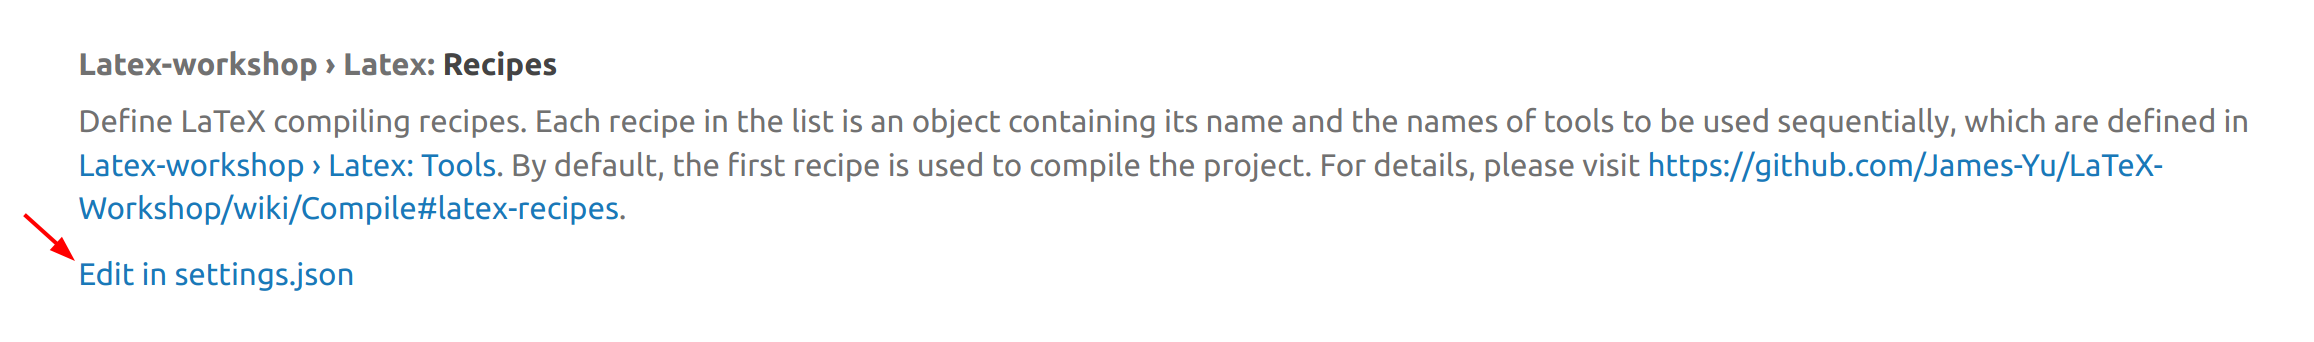 Latex-workshop › Latex: Recipes
Define LaTeX compiling recipes. Each recipe in the list is an object containing its name and the names of tools to be used sequentially, which are defined in
Latex-workshop › Latex: Tools. By default, the first recipe is used to compile the project. For details, please visit https://github.com/James-Yu/LaTeX-
Workshop/wiki/Compile#latex-recipes.
Edit in settings.json